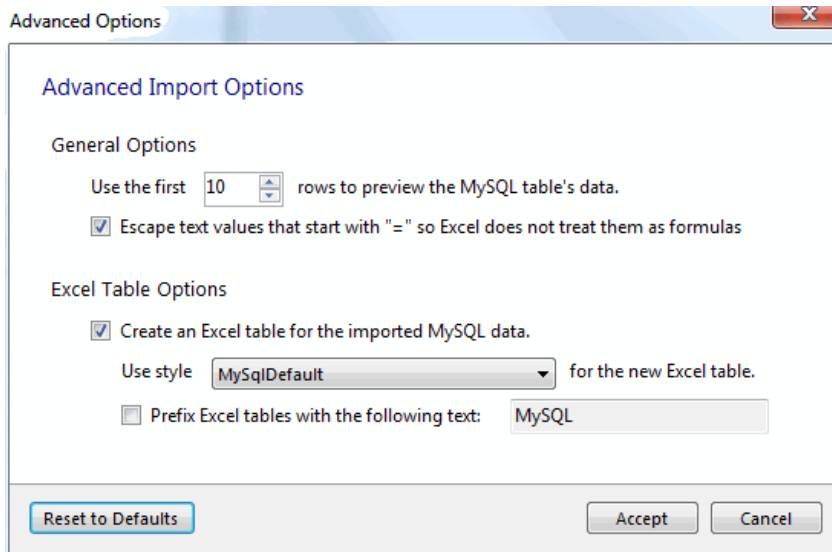 Advanced Options
X
Advanced Import Options
General Options
Use the first 10 rows to preview the MySQL table's data.
Escape text values that start with "=" so Excel does not treat them as formulas
Excel Table Options
Create an Excel table for the imported MySQL data.
Use style MySqlDefault for the new Excel table.
Prefix Excel tables with the following text: MySQL
Reset to Defaults Accept Cancel